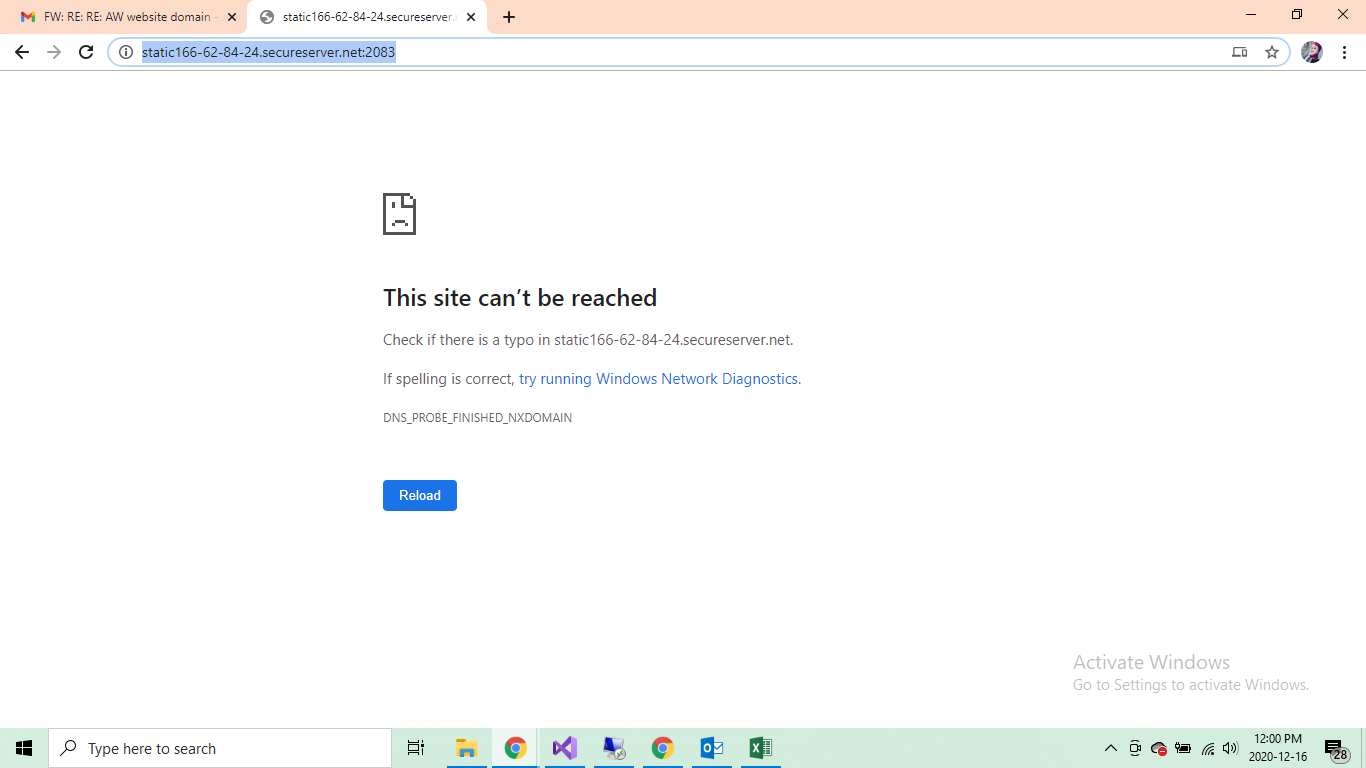 FW: RE: RE: AW website domain -
static166-62-84-24.secureserver.n
static166-62-84-24.secureserver.net:2083
This site can’t be reached
Check if there is a typo in static166-62-84-24.secureserver.net.
If spelling is correct, try running Windows Network Diagnostics.
DNS_PROBE_FINISHED_NXDOMAIN
Reload
Activate Windows
Go to Settings to activate Windows.
Type here to search
12:00 PM
2020-12-16
28